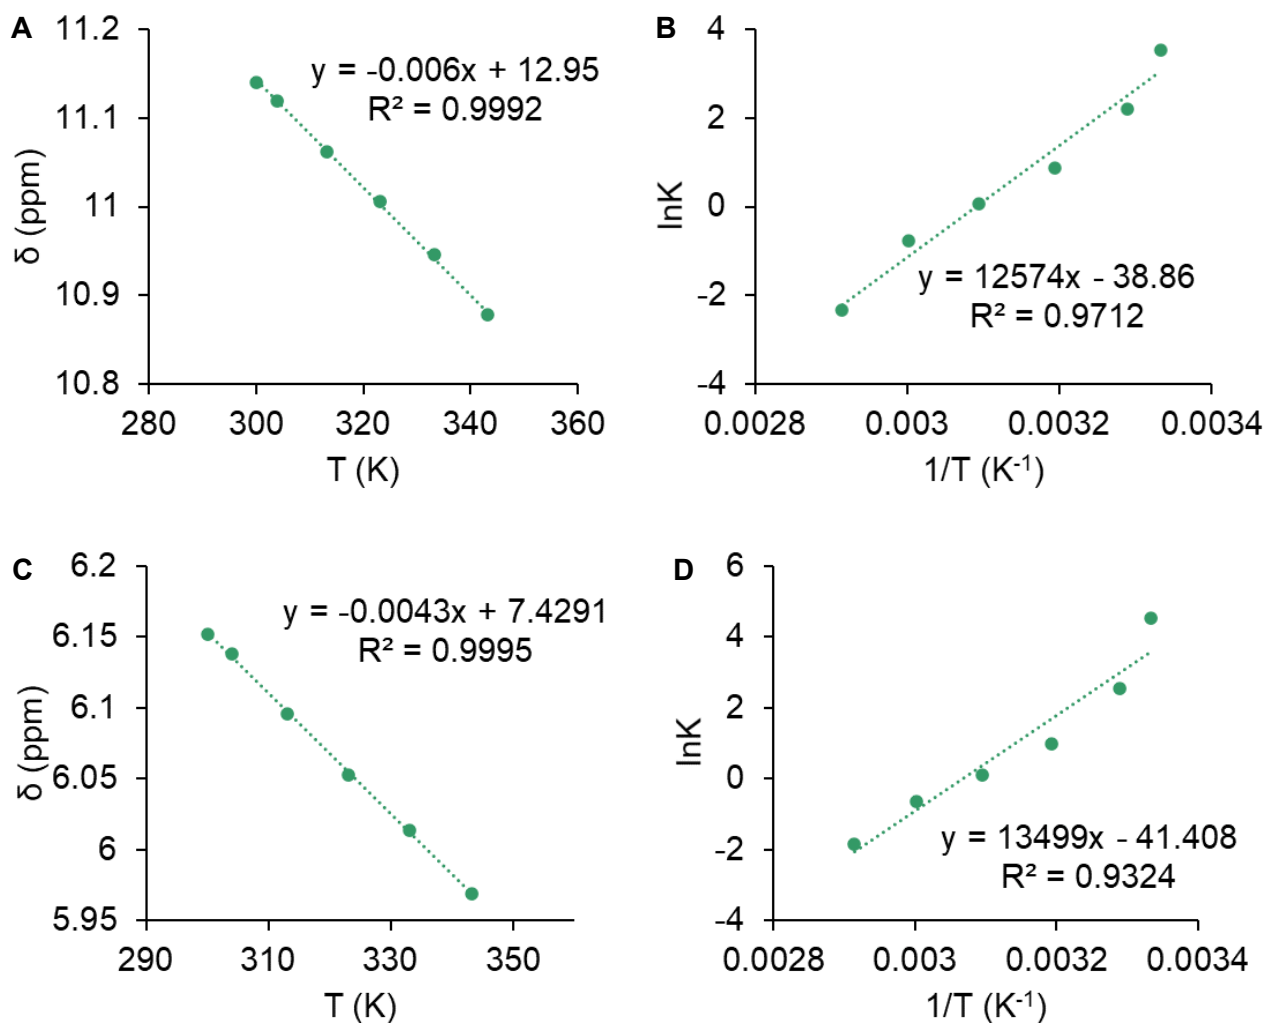 A
11.2
11.1
11
10.9
10.8
δ (ppm)
y = -0.006x + 12.95
R² = 0.9992
280 300 320 340 360
T (K)
B
4
2
0
-2
-4
lnK
y = 12574x - 38.86
R² = 0.9712
0.0028 0.003 0.0032 0.0034
1/T (K⁻¹)
C
6.2
6.15
6.1
6.05
6
5.95
δ (ppm)
y = -0.0043x + 7.4291
R² = 0.9995
290 310 330 350
T (K)
D
6
4
2
0
-2
-4
lnK
y = 13499x - 41.408
R² = 0.9324
0.0028 0.003 0.0032 0.0034
1/T (K⁻¹)